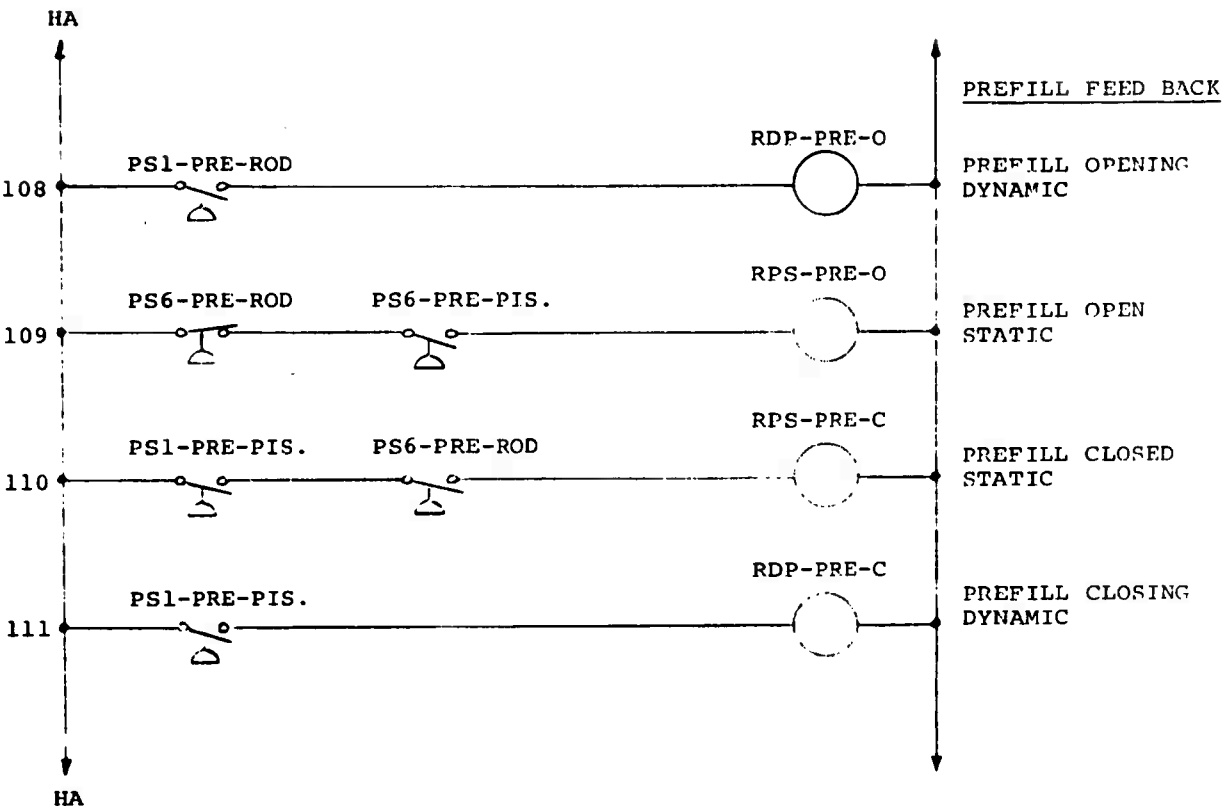 HA
PREFILL FEED BACK
PS1-PRE-ROD
RDP-PRE-O
108
PREFILL OPENING
DYNAMIC
PS6-PRE-ROD
PS6-PRE-PIS.
RPS-PRE-O
109
PREFILL OPEN
STATIC
PS1-PRE-PIS.
PS6-PRE-ROD
RPS-PRE-C
110
PREFILL CLOSED
STATIC
PS1-PRE-PIS.
RDP-PRE-C
111
PREFILL CLOSING
DYNAMIC
HA